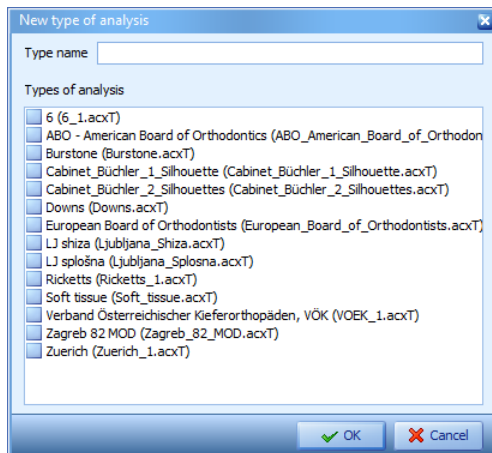 New type of analysis
Type name
Types of analysis
6 (6_1.acxT)
ABO - American Board of Orthodontics (ABO_American_Board_of_Orthodon
Burstone (Burstone.acxT)
Cabinet_Büchler_1_Silhouette (Cabinet_Büchler_1_Silhouette.acxT)
Cabinet_Büchler_2_Silhouettes (Cabinet_Büchler_2_Silhouettes.acxT)
Downs (Downs.acxT)
European Board of Orthodontists (European_Board_of_Orthodontists.acxT)
LJ shiza (Ljubljana_Shiza.acxT)
LJ splošna (Ljubljana_Splosna.acxT)
Ricketts (Ricketts_1.acxT)
Soft tissue (Soft_tissue.acxT)
Verband Österreichischer Kieferorthopäden, VÖK (VOEK_1.acxT)
Zagreb 82 MOD (Zagreb_82_MOD.acxT)
Zuerich (Zuerich_1.acxT)
OK Cancel